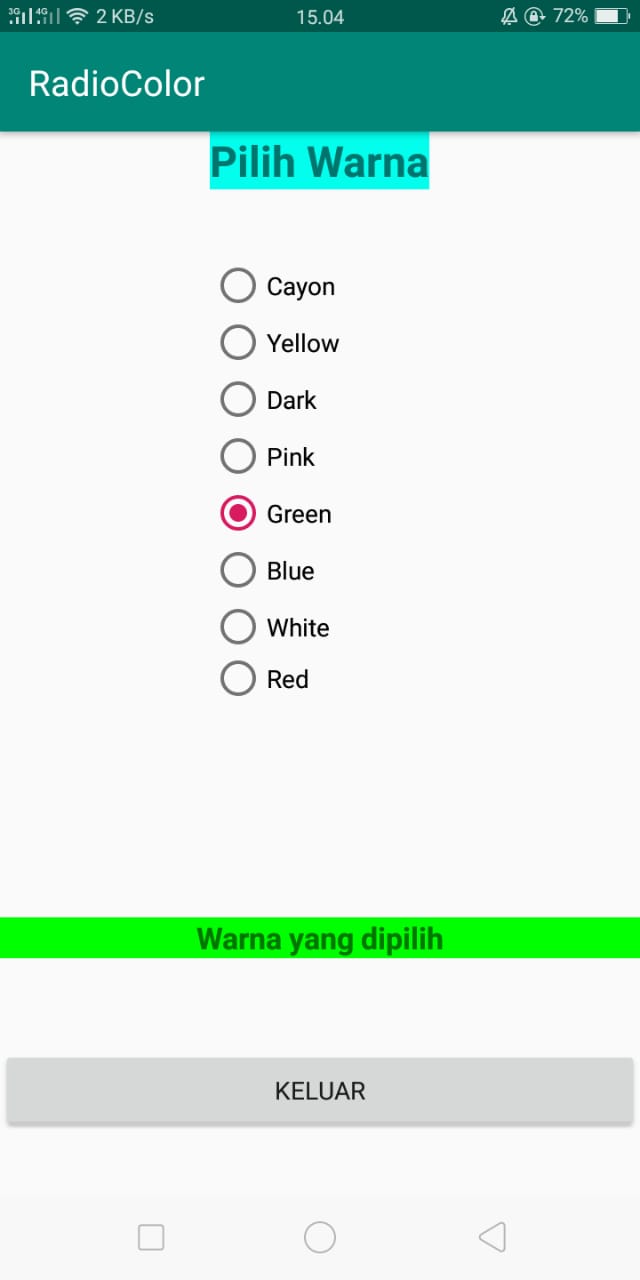 3G 4G 2 KB/s 15.04 72%
RadioColor
Pilih Warna
Cayon
Yellow
Dark
Pink
Green
Blue
White
Red
Warna yang dipilih
KELUAR